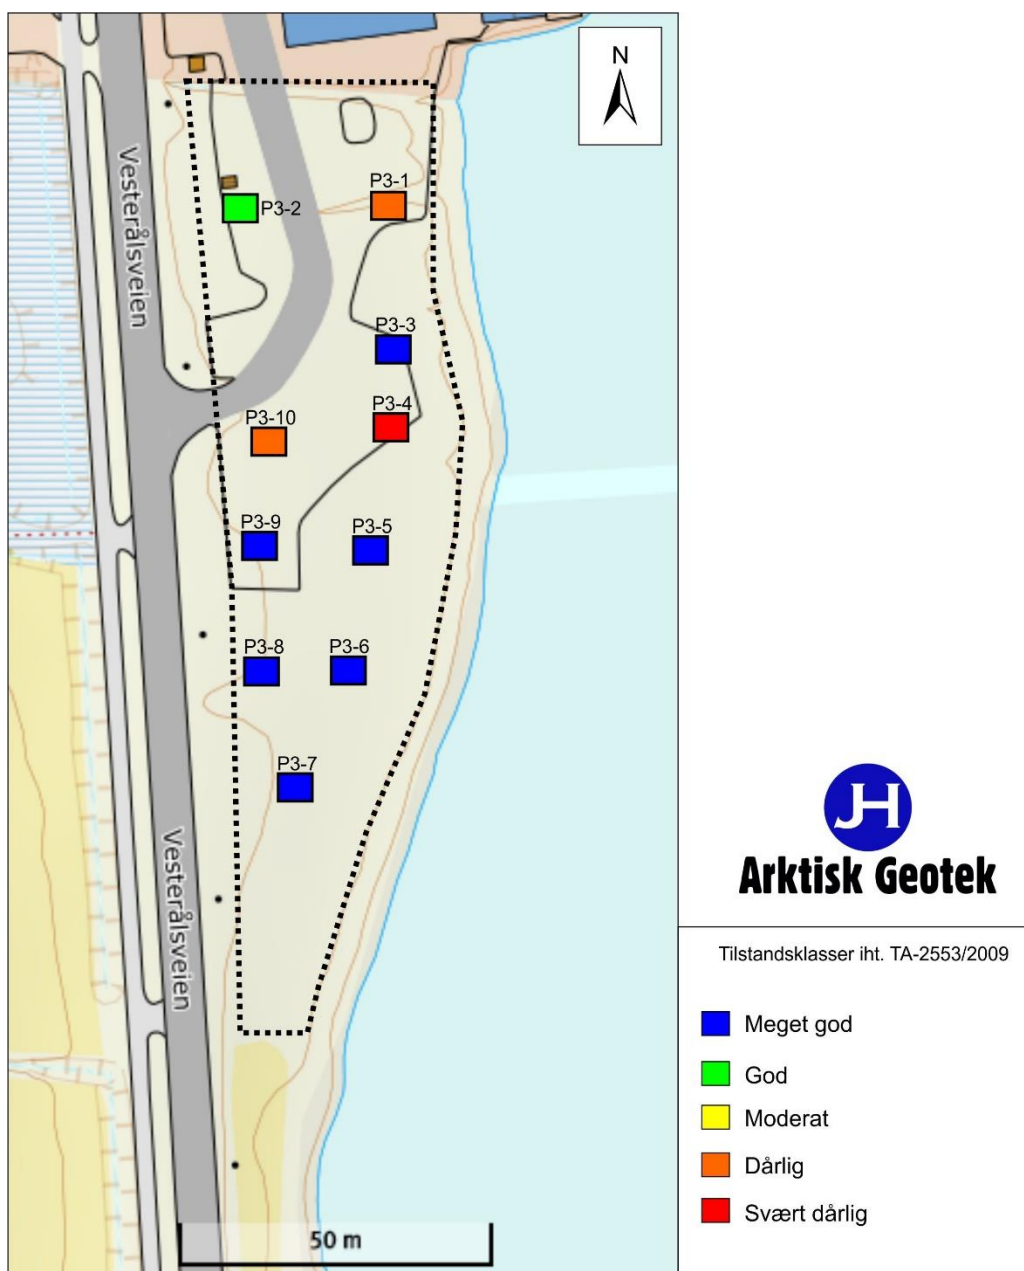 N
Vesterålsveien
P3-1
P3-2
P3-3
P3-4
P3-10
P3-9
P3-5
P3-8
P3-6
P3-7
Vesterålsveien
50 m
JH
Arktisk Geotek
Tilstandsklasser iht. TA-2553/2009
Meget god
God
Moderat
Dårlig
Svært dårlig